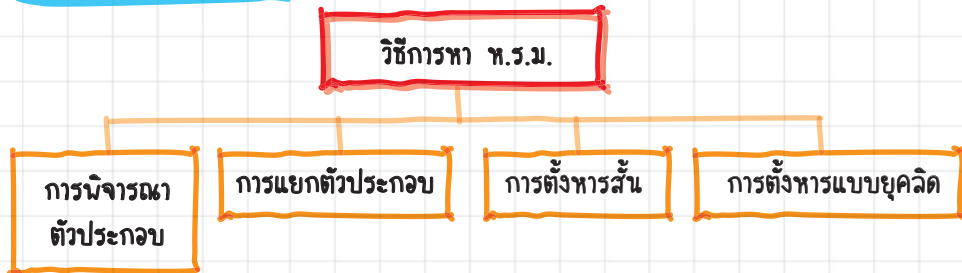 วิธีการหา ห.ร.ม.
การพิจารณา
ตัวประกอบ
การแยกตัวประกอบ
การตั้งหารสั้น
การตั้งหารแบบยุคลิด